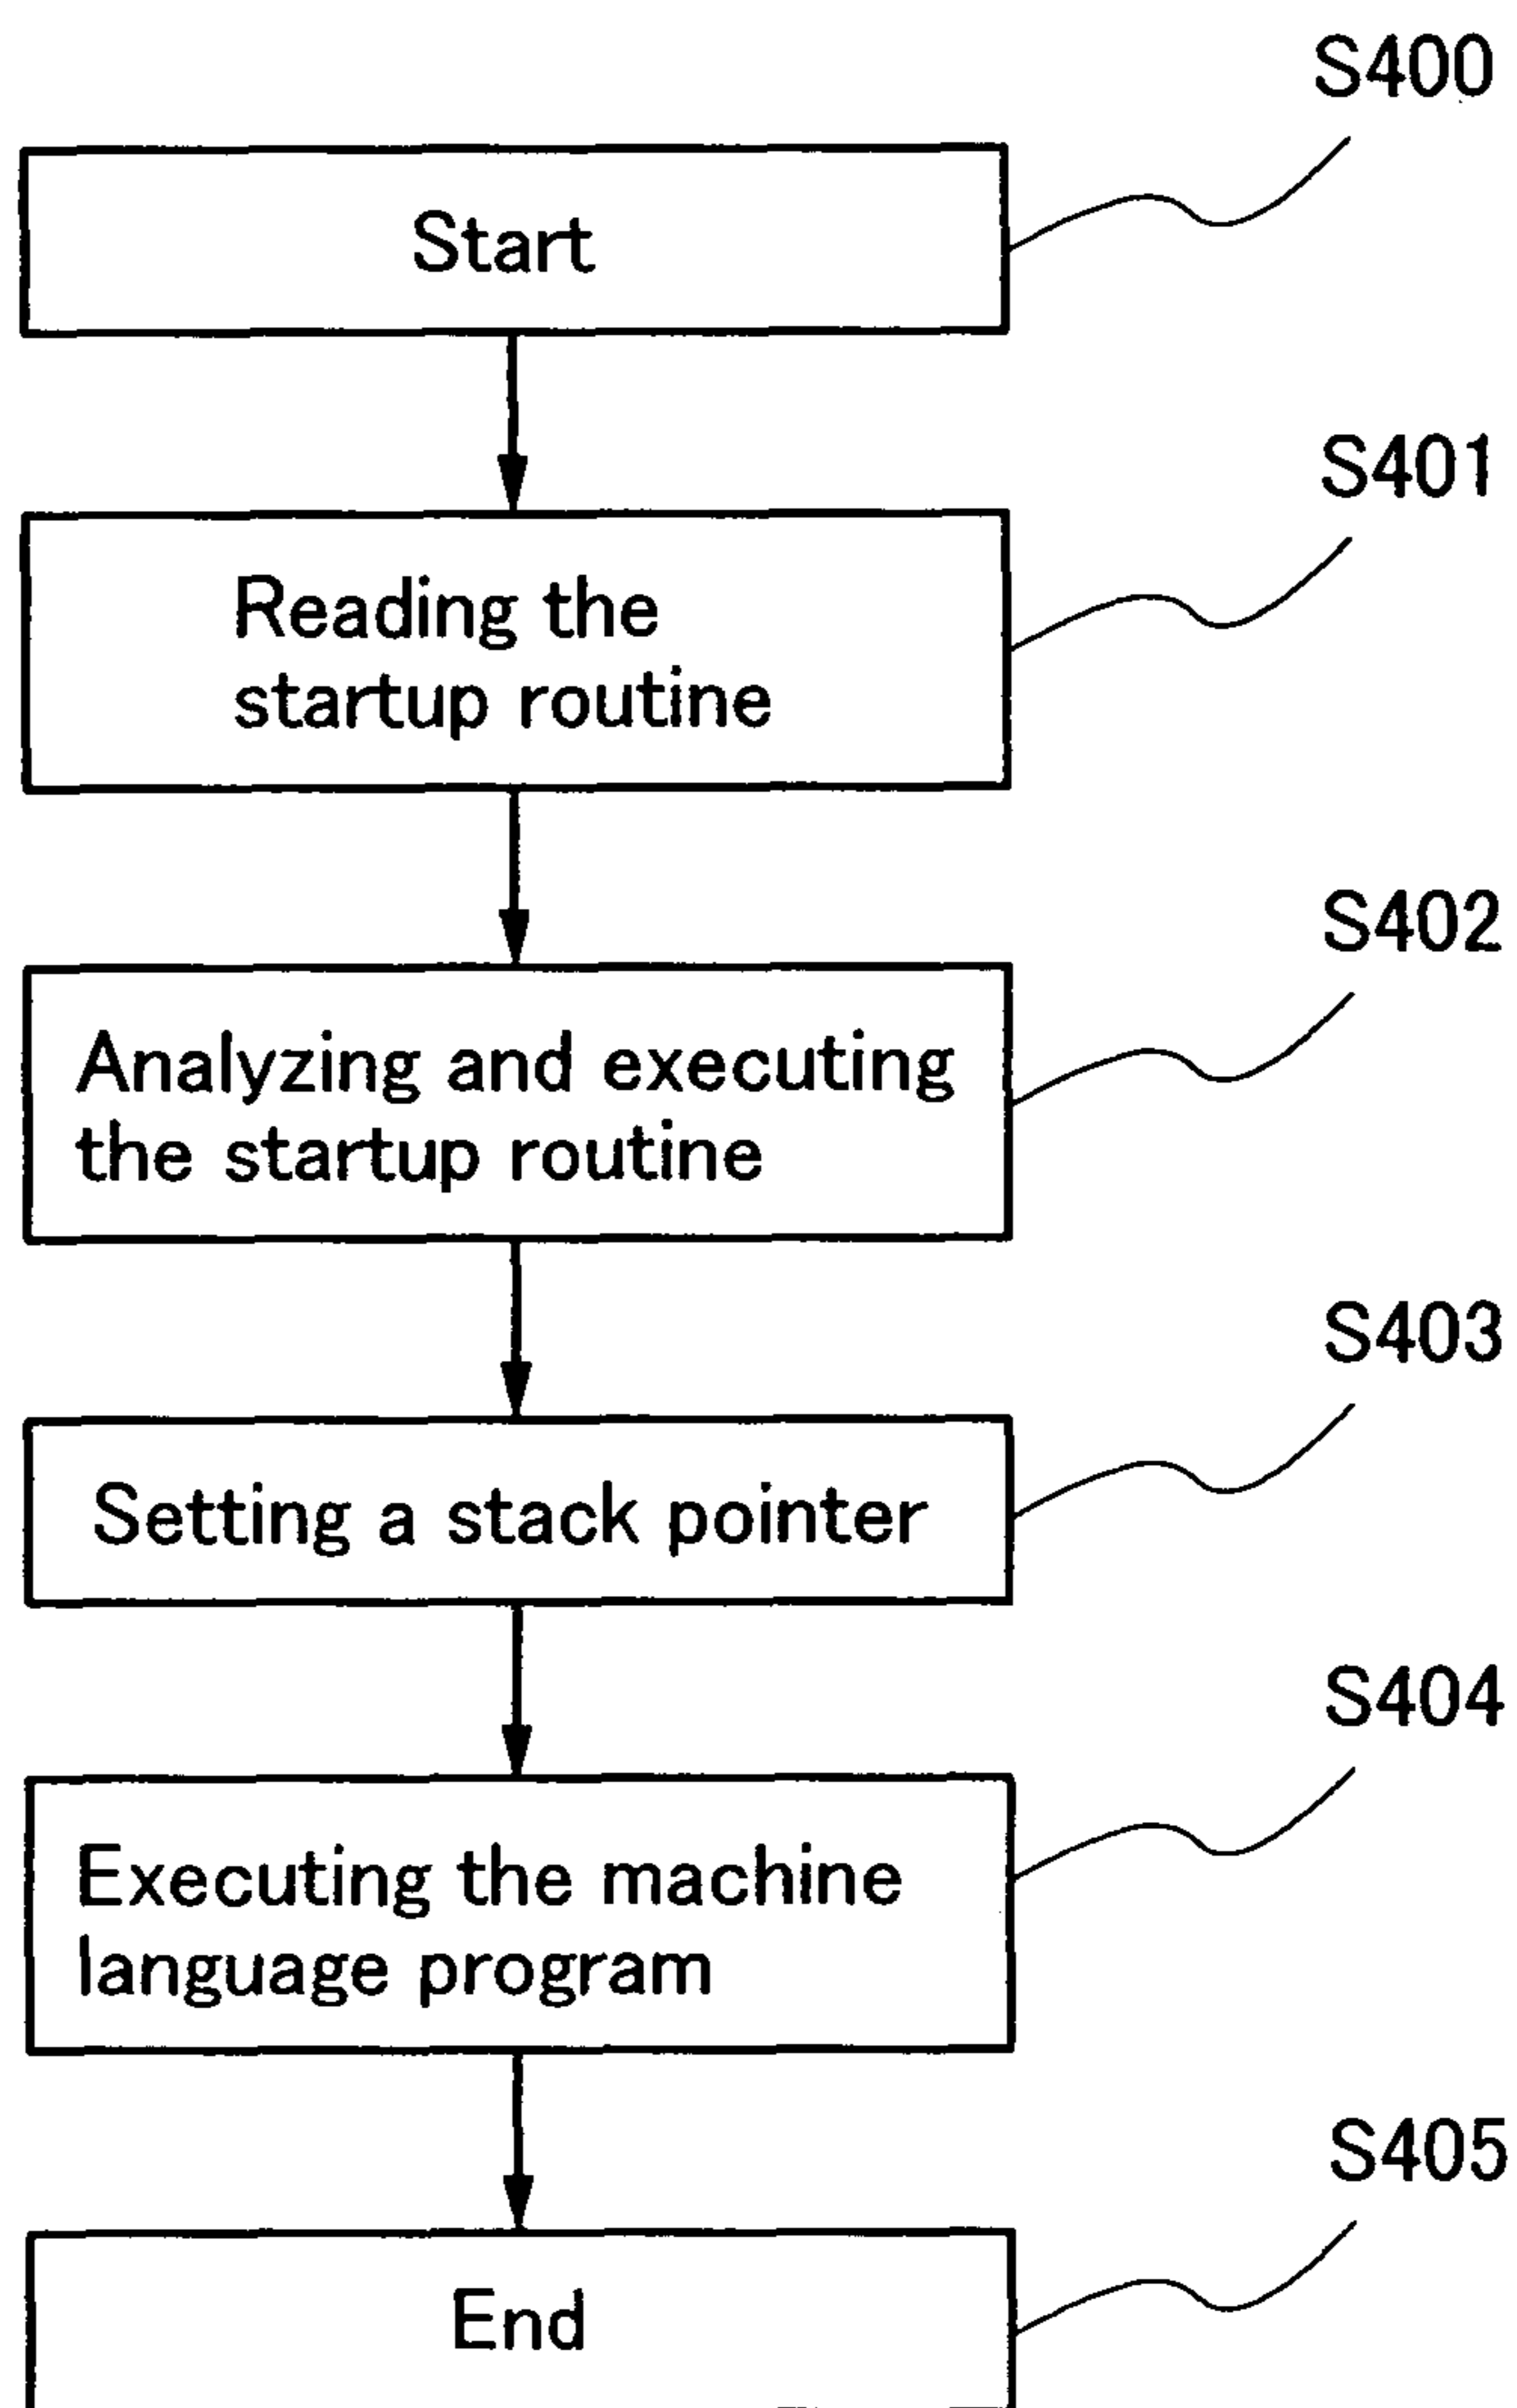 S400
Start
S401
Reading the
startup routine
S402
Analyzing and executing
the startup routine
S403
Setting a stack pointer
S404
Executing the machine
language program
S405
End